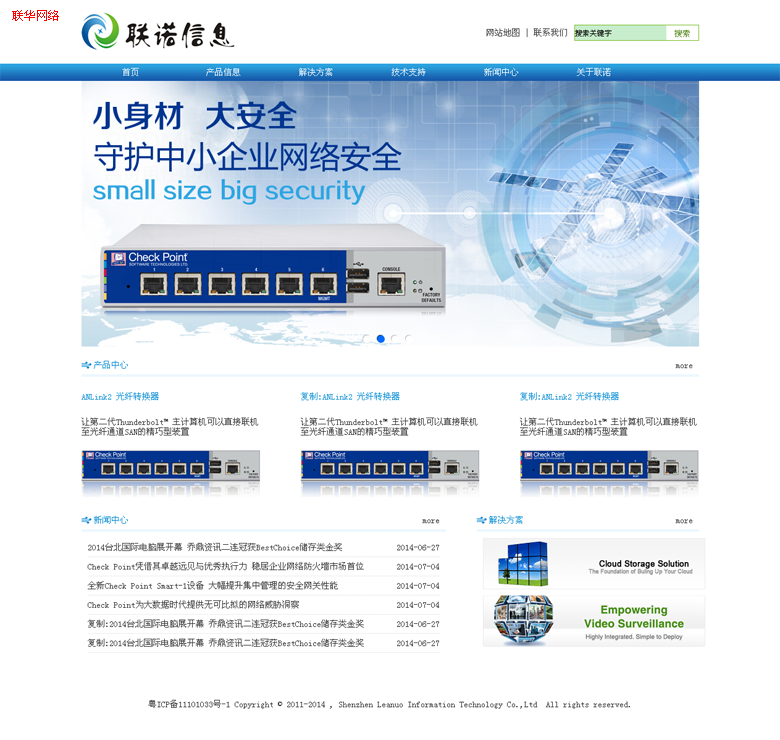 联华网络
联诺信息
网站地图 | 联系我们 搜索关键字 搜索
首页 产品信息 解决方案 技术支持 新闻中心 关于联诺
小身材 大安全
守护中小企业网络安全
small size big security
Check Point
SOFTWARE TECHNOLOGIES LTD.
1 2 3 4 5 6 CONSOLE
MGMT
FACTORY
DEFAULTS
产品中心 more
ANLink2 光纤转换器 复制:ANLink2 光纤转换器 复制:ANLink2 光纤转换器
让第二代Thunderbolt™ 主计算机可以直接联机 让第二代Thunderbolt™ 主计算机可以直接联机 让第二代Thunderbolt™ 主计算机可以直接联机
至光纤通道SAN的精巧型装置 至光纤通道SAN的精巧型装置 至光纤通道SAN的精巧型装置
Check Point Check Point Check Point
新闻中心 more 解决方案 more
2014台北国际电脑展开幕 乔鼎资讯二连冠获BestChoice储存类金奖 2014-06-27
Check Point凭借其卓越远见与优秀执行力 稳居企业网络防火墙市场首位 2014-07-04
全新Check Point Smart-1设备 大幅提升集中管理的安全网关性能 2014-07-04
Check Point为大数据时代提供无可比拟的网络威胁洞察 2014-07-04
复制:2014台北国际电脑展开幕 乔鼎资讯二连冠获BestChoice储存类金奖 2014-06-27
复制:2014台北国际电脑展开幕 乔鼎资讯二连冠获BestChoice储存类金奖 2014-06-27
Cloud Storage Solution
The Foundation of Builing Up Your Cloud
Empowering
Video Surveillance
Highly Integrated. Simple to Deploy
粤ICP备11101033号-1 Copyright © 2011-2014 , Shenzhen Leanuo Information Technology Co.,Ltd All rights reserved.